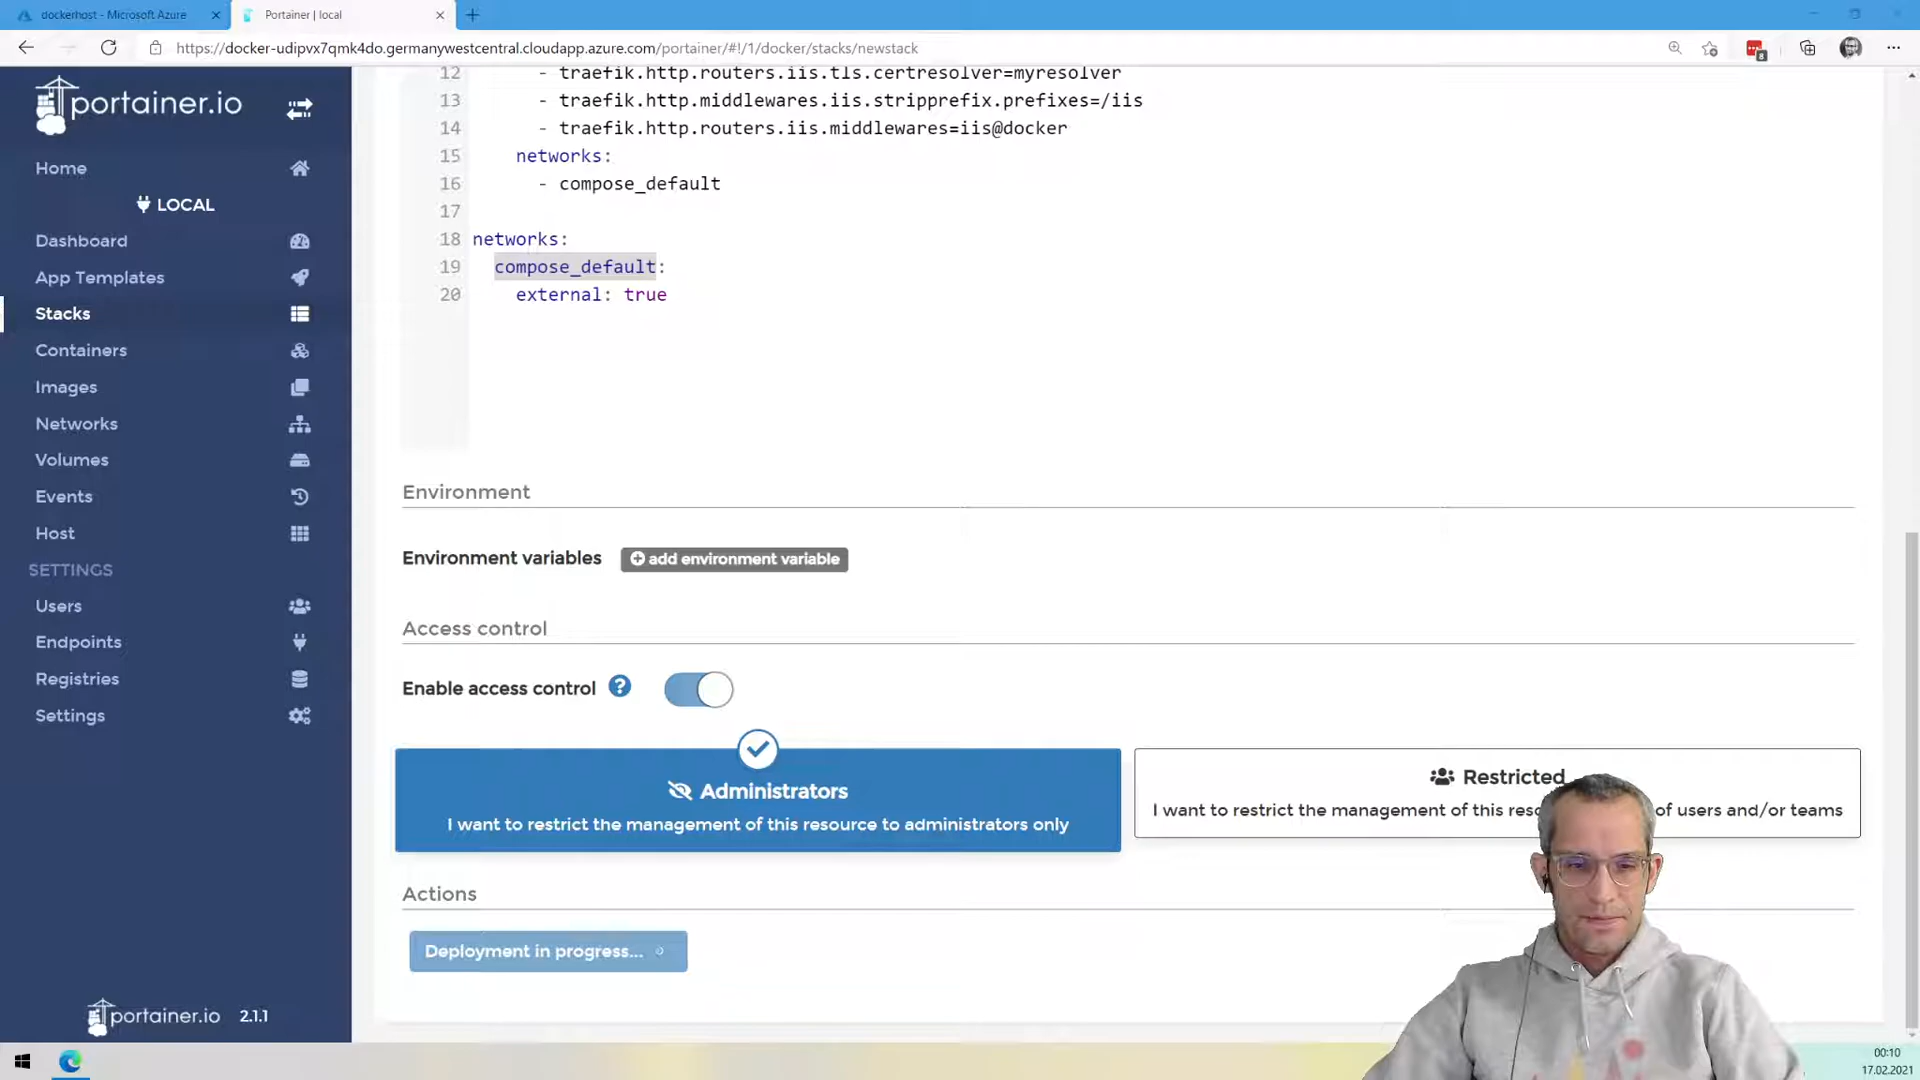 dockerhost - Microsoft Azure
Portainer | local
https://docker-udipvx7qmk4do.germanywestcentral.cloudapp.azure.com/portainer/#!/1/docker/stacks/newstack
8
portainer.io
Home
LOCAL
Dashboard
App Templates
Stacks
Containers
Images
Networks
Volumes
Events
Host
SETTINGS
Users
Endpoints
Registries
Settings
portainer.io 2.1.1
12 - traefik.http.routers.iis.tls.certresolver=myresolver
13 - traefik.http.middlewares.iis.stripprefix.prefixes=/iis
14 - traefik.http.routers.iis.middlewares=iis@docker
15 networks:
16 - compose_default
17
18 networks:
19 compose_default:
20 external: true
Environment
Environment variables
add environment variable
Access control
Enable access control ?
Administrators
I want to restrict the management of this resource to administrators only
Restricted
I want to restrict the management of this of users and/or teams
Actions
Deployment in progress...
00:10
17.02.2021